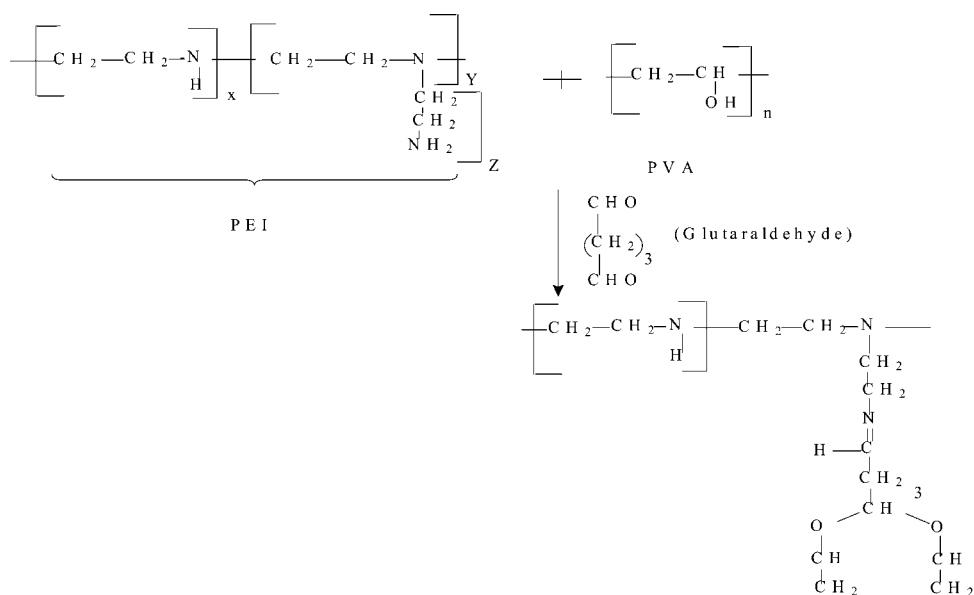 CH2—CH2—N CH2—CH2—N
H x Y
CH2
CH2
NH2 Z
PEI
+
CH2—CH
OH n
PVA
CHO
(CH2)3
CHO
(Glutaraldehyde)
CH2—CH2—N CH2—CH2—N
H
CH2
CH2
N
H—C
CH2 3
CH
O O
CH CH
CH2 CH2